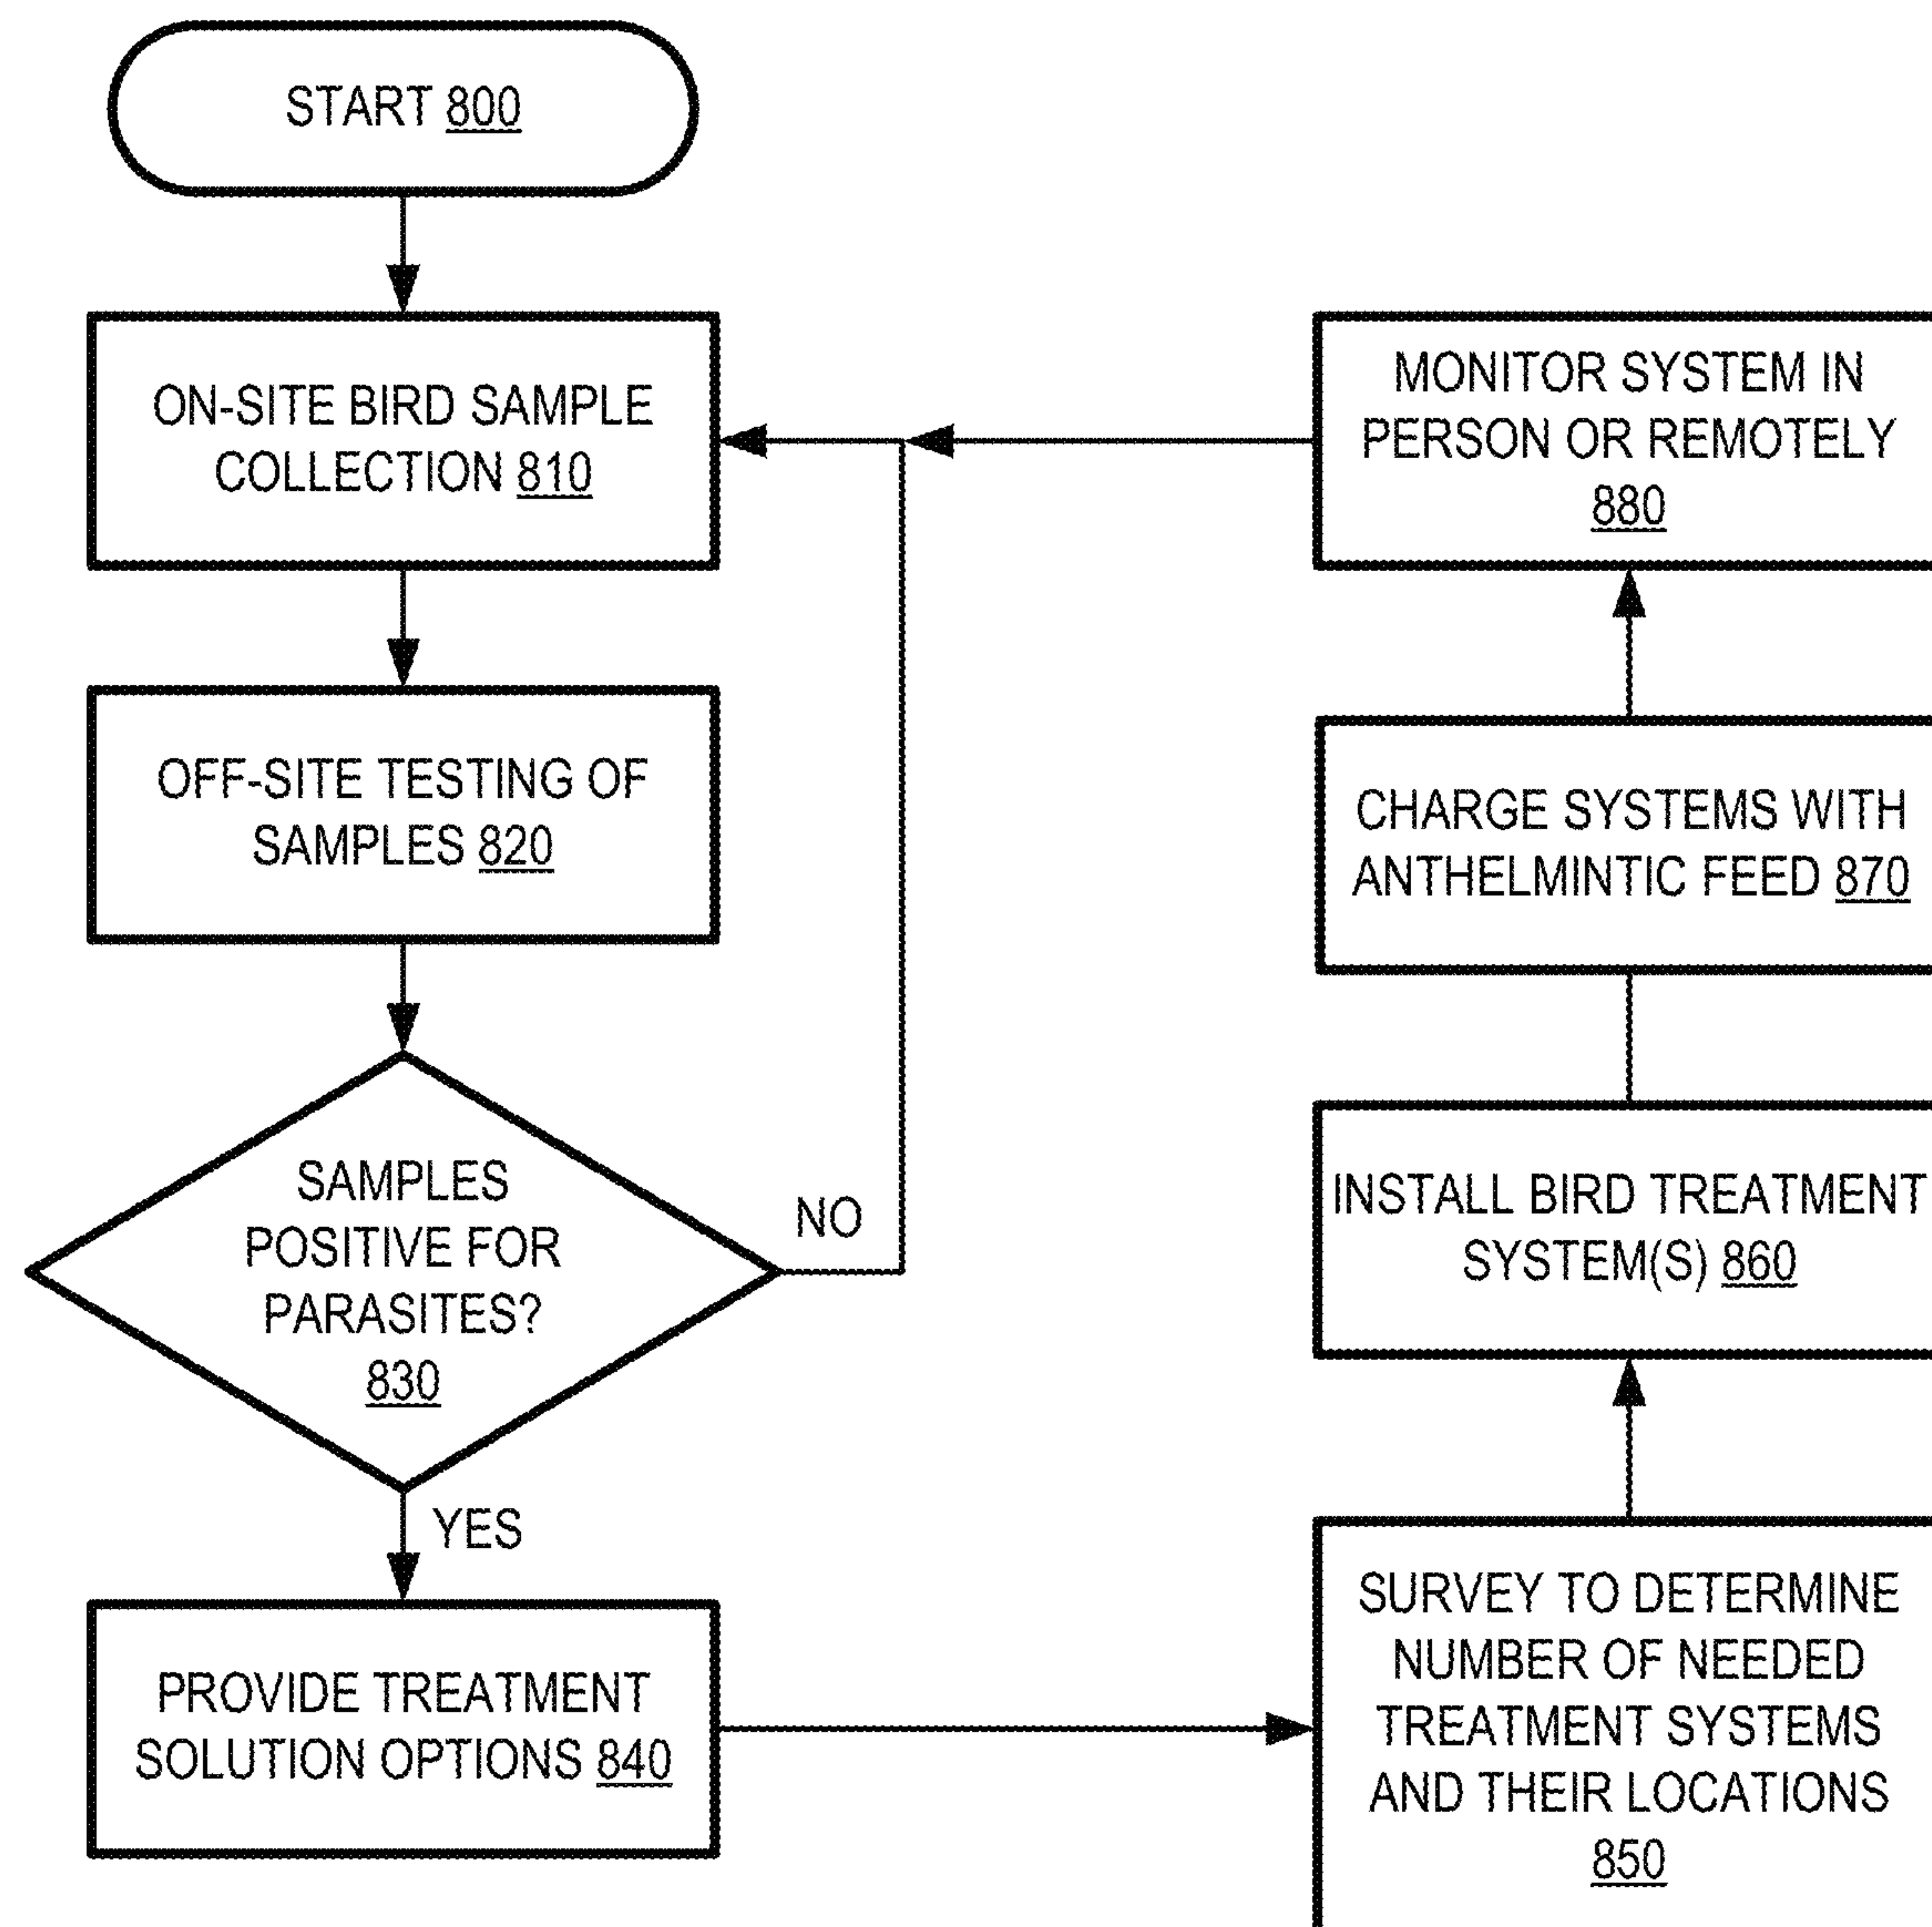 START 800
ON-SITE BIRD SAMPLE
COLLECTION 810
OFF-SITE TESTING OF
SAMPLES 820
SAMPLES
POSITIVE FOR
PARASITES?
830
NO
YES
PROVIDE TREATMENT
SOLUTION OPTIONS 840
SURVEY TO DETERMINE
NUMBER OF NEEDED
TREATMENT SYSTEMS
AND THEIR LOCATIONS
850
INSTALL BIRD TREATMENT
SYSTEM(S) 860
CHARGE SYSTEMS WITH
ANTHELMINTIC FEED 870
MONITOR SYSTEM IN
PERSON OR REMOTELY
880